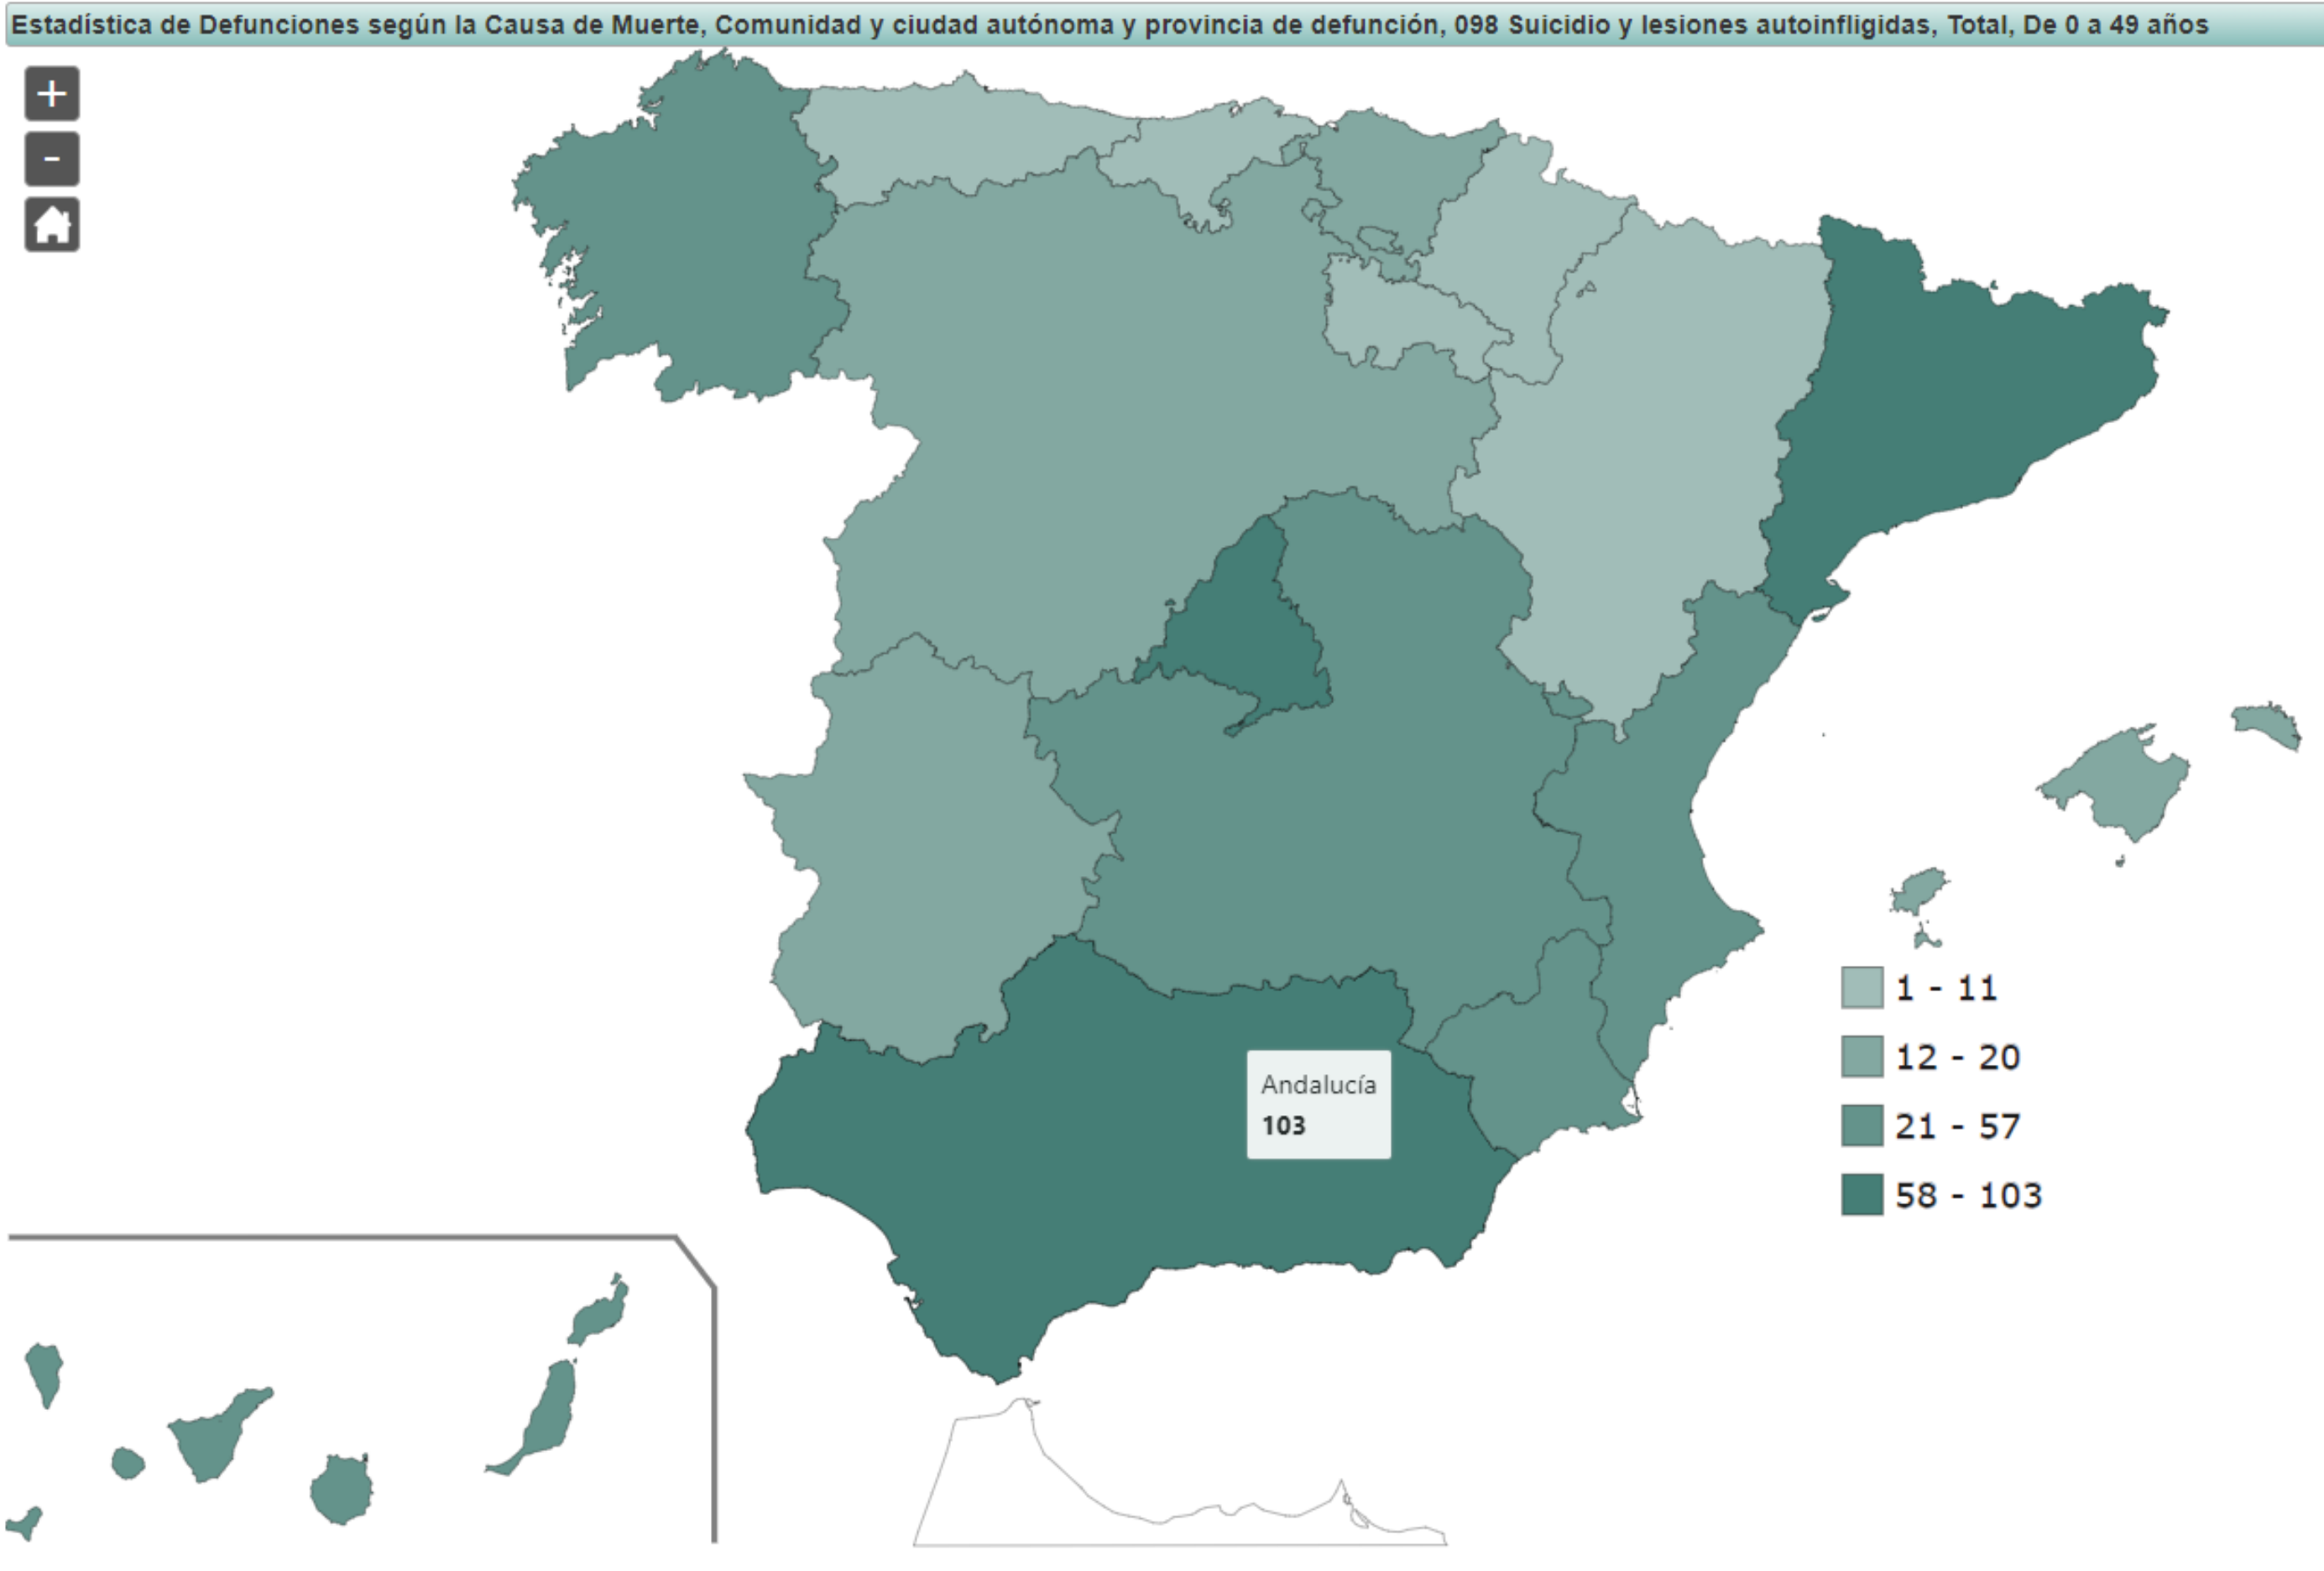 Estadística de Defunciones según la Causa de Muerte, Comunidad y ciudad autónoma y provincia de defunción, 098 Suicidio y lesiones autoinfligidas, Total, De 0 a 49 años
+
-
Andalucía
103
1 - 11
12 - 20
21 - 57
58 - 103